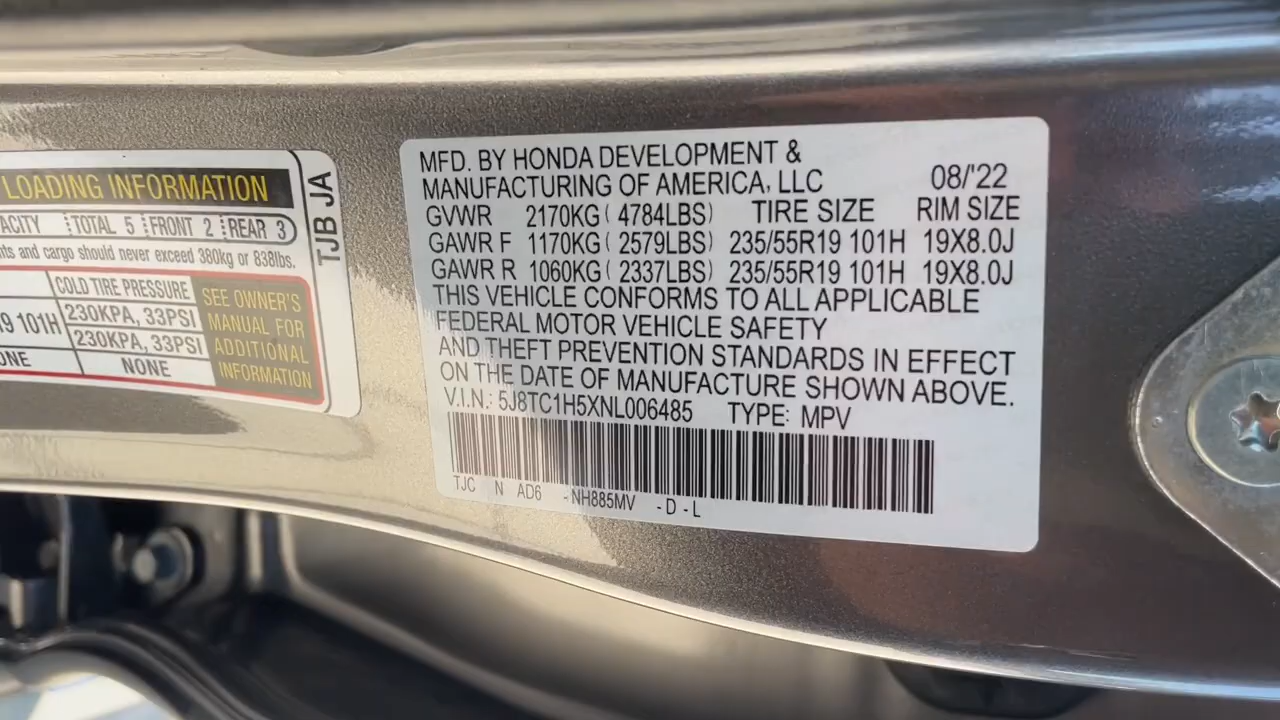 LOADING INFORMATION
TOTAL 5 FRONT 2 REAR 3
and cargo should never exceed 380kg or 838lbs.
COLD TIRE PRESSURE
101H 230KPA, 33PSI
230KPA, 33PSI
NONE
SEE OWNER'S
MANUAL FOR
ADDITIONAL
INFORMATION
TJB JA
MFD. BY HONDA DEVELOPMENT &
MANUFACTURING OF AMERICA, LLC 08/'22
GVWR 2170KG ( 4784LBS) TIRE SIZE RIM SIZE
GAWR F 1170KG ( 2579LBS) 235/55R19 101H 19X8.0J
GAWR R 1060KG ( 2337LBS) 235/55R19 101H 19X8.0J
THIS VEHICLE CONFORMS TO ALL APPLICABLE
FEDERAL MOTOR VEHICLE SAFETY
AND THEFT PREVENTION STANDARDS IN EFFECT
ON THE DATE OF MANUFACTURE SHOWN ABOVE.
V.I.N.: 5J8TC1H5XNL006485 TYPE: MPV
TJC N AD6 -NH885MV -D-L